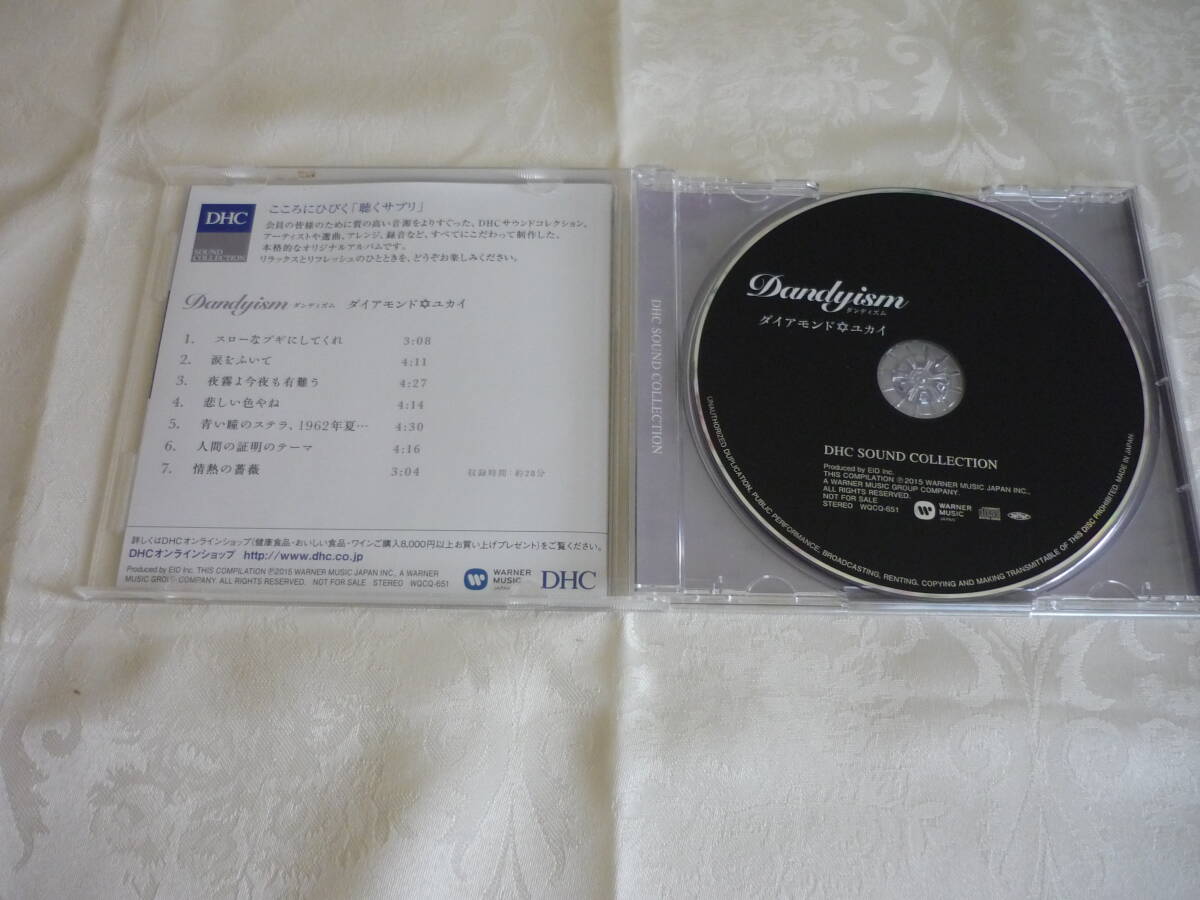 DHC
SOUND
COLLECTION
こころにひびく「聴くサプリ」
会員の皆様のために質の高い音源をよりすぐった、DHCサウンドコレクション。
アーティストや選曲、アレンジ、録音など、すべてにこだわって制作した、
本格的なオリジナルアルバムです。
リラックスとリフレッシュのひとときを、どうぞお楽しみください。
Dandyism ダンディズム ダイアモンド✡ユカイ
1. スローなブギにしてくれ 3:08
2. 涙をふいて 4:11
3. 夜霧よ今夜も有難う 4:27
4. 悲しい色やね 4:14
5. 青い瞳のステラ、1962年夏… 4:30
6. 人間の証明のテーマ 4:16
7. 情熱の薔薇 3:04 収録時間:約28分
詳しくはDHCオンラインショップ(健康食品・おいしい食品・ワインご購入8,000円以上お買い上げプレゼント)をご覧ください。
DHCオンラインショップ http://www.dhc.co.jp
Produced by EID Inc. THIS COMPILATION ℗2015 WARNER MUSIC JAPAN INC., A WARNER
MUSIC GROUP COMPANY. ALL RIGHTS RESERVED. NOT FOR SALE STEREO WQCQ-651
WARNER
MUSIC
JAPAN
DHC
DHC SOUND COLLECTION
Dandyism
ダンディズム
ダイアモンド✡ユカイ
DHC SOUND COLLECTION
Produced by EID Inc.
THIS COMPILATION ℗2015 WARNER MUSIC JAPAN INC.,
A WARNER MUSIC GROUP COMPANY.
ALL RIGHTS RESERVED.
NOT FOR SALE
STEREO WQCQ-651
WARNER
MUSIC
JAPAN
UNAUTHORIZED DUPLICATION, PUBLIC PERFORMANCE, BROADCASTING, RENTING, COPYING AND MAKING TRANSMITTABLE OF THIS DISC PROHIBITED. MADE IN JAPAN